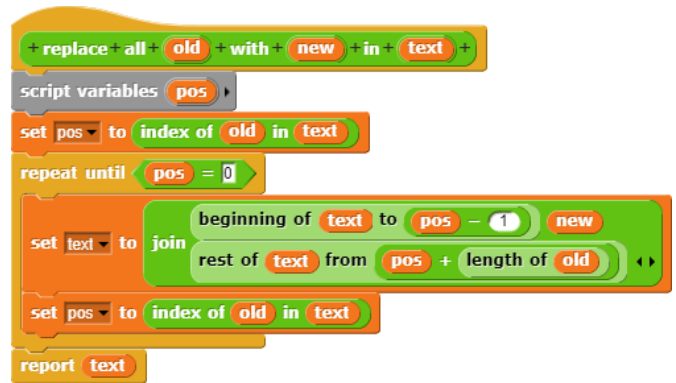 + replace + all + old + with + new + in + text +
script variables pos
set pos to index of old in text
repeat until pos = 0
beginning of text to pos - 1 new
set text to join
rest of text from pos + length of old
set pos to index of old in text
report text